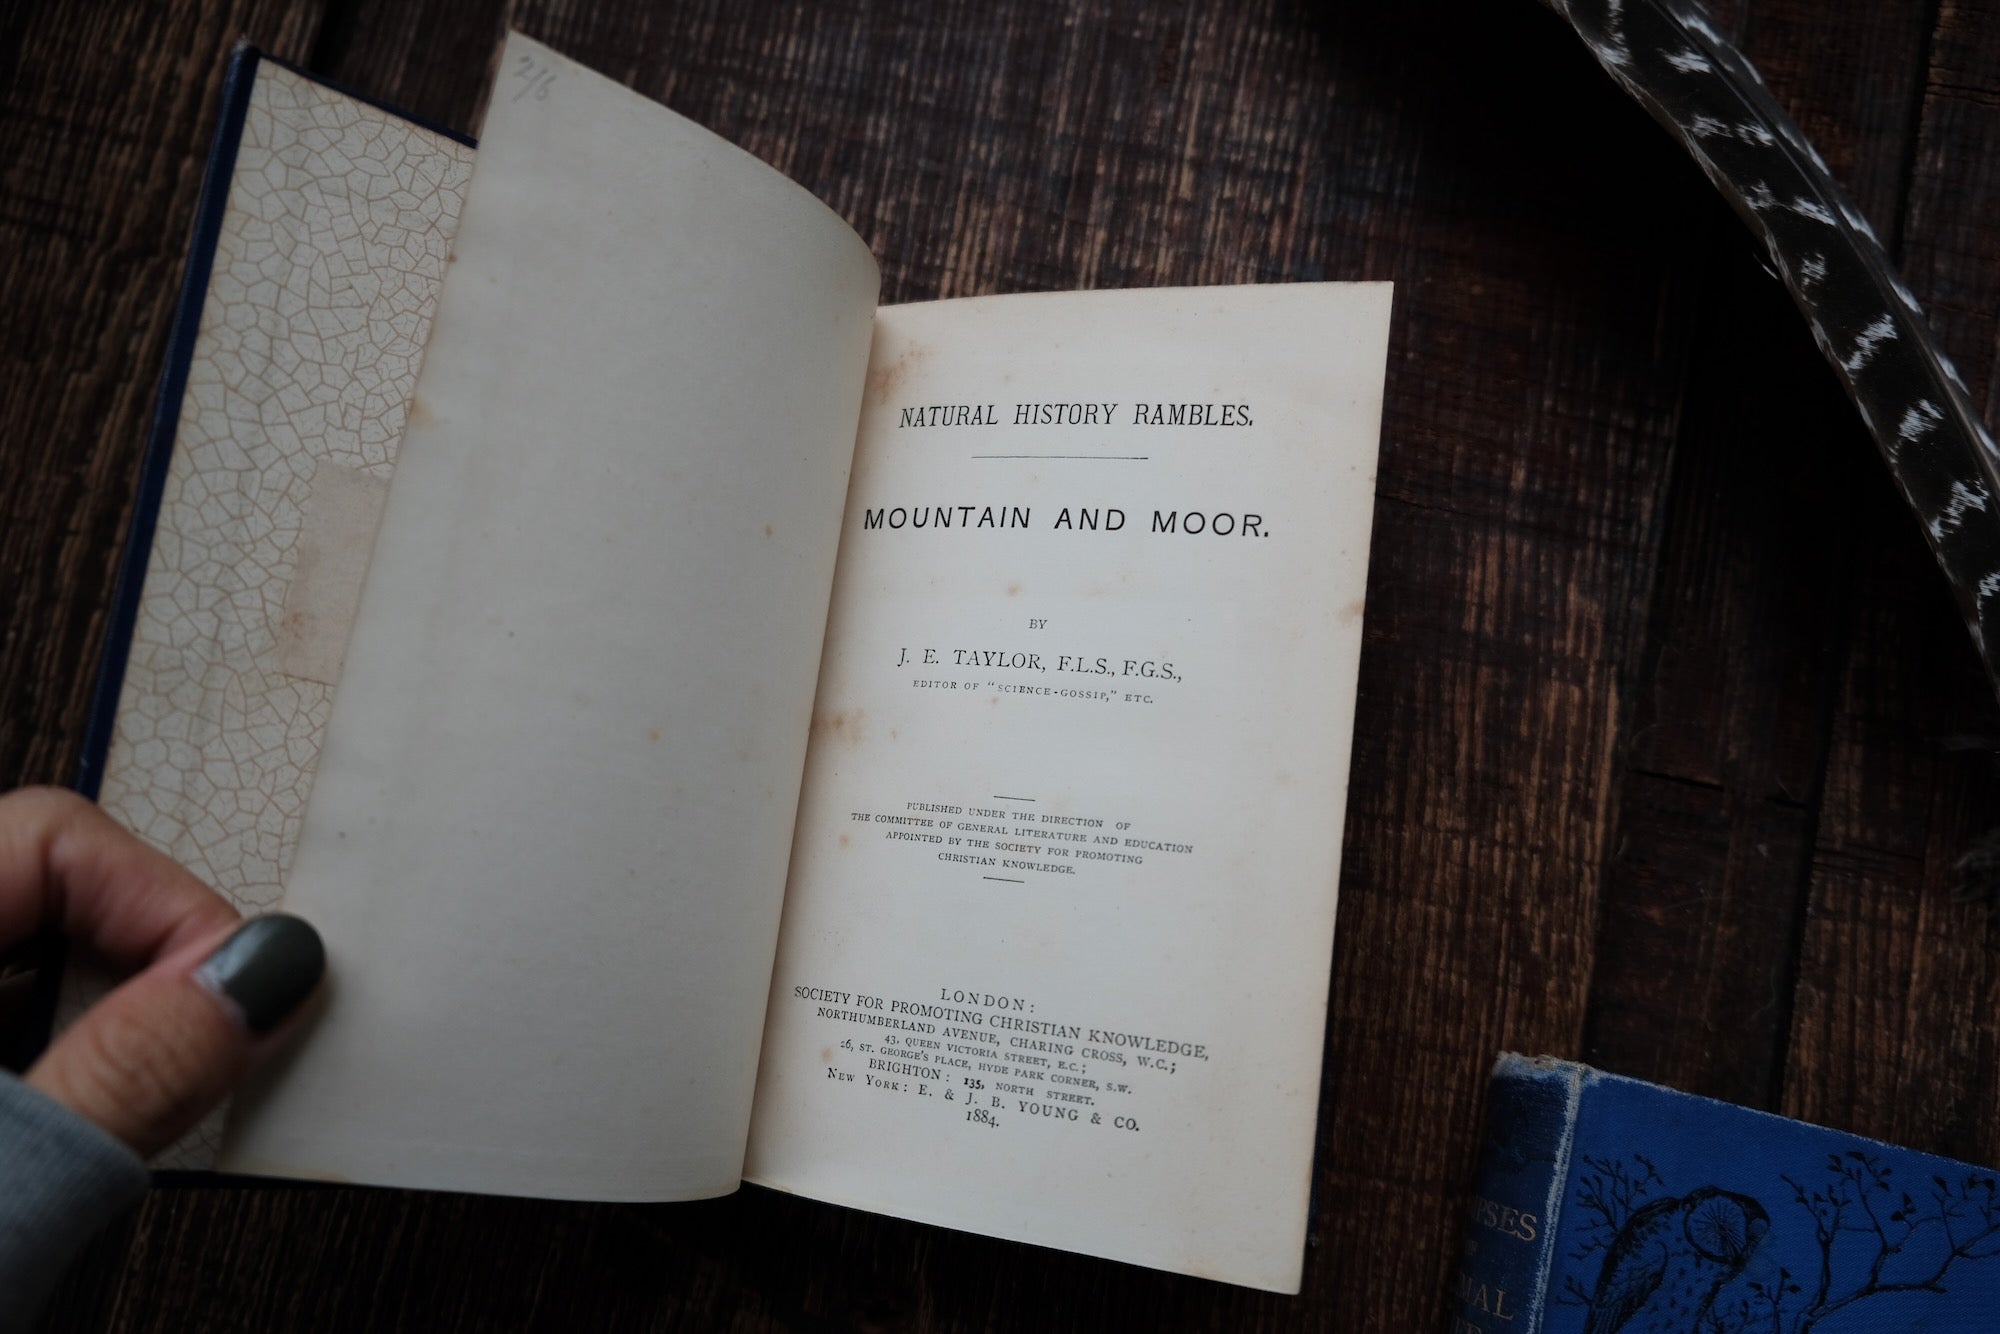 2/6
NATURAL HISTORY RAMBLES.
MOUNTAIN AND MOOR.
BY
J. E. TAYLOR, F.L.S., F.G.S.,
EDITOR OF "SCIENCE-GOSSIP," ETC.
PUBLISHED UNDER THE DIRECTION OF
THE COMMITTEE OF GENERAL LITERATURE AND EDUCATION
APPOINTED BY THE SOCIETY FOR PROMOTING
CHRISTIAN KNOWLEDGE.
LONDON:
SOCIETY FOR PROMOTING CHRISTIAN KNOWLEDGE,
NORTHUMBERLAND AVENUE, CHARING CROSS, W.C.;
43, QUEEN VICTORIA STREET, E.C.;
26, ST. GEORGE'S PLACE, HYDE PARK CORNER, S.W.
BRIGHTON: 135, NORTH STREET.
NEW YORK: E. & J. B. YOUNG & CO.
1884.